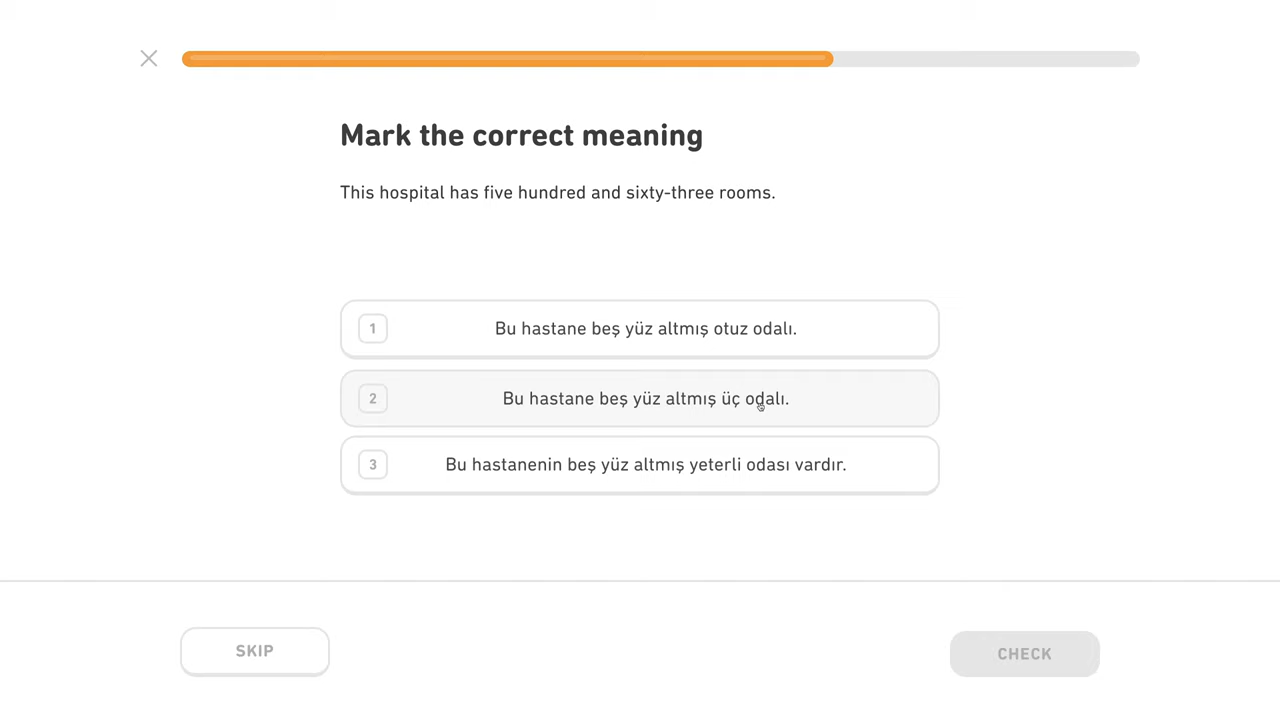 Mark the correct meaning
This hospital has five hundred and sixty-three rooms.
1 Bu hastane beş yüz altmış otuz odalı.
2 Bu hastane beş yüz altmış üç odalı.
3 Bu hastanenin beş yüz altmış yeterli odası vardır.
SKIP
CHECK